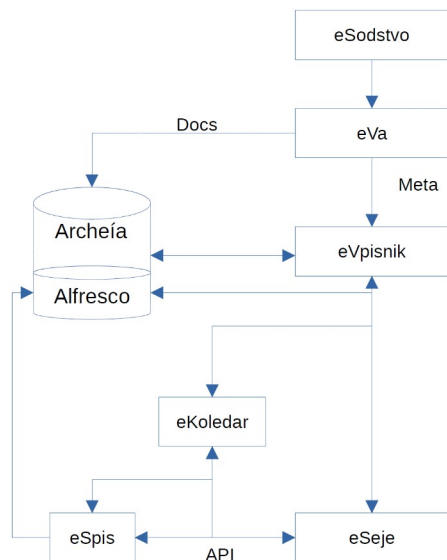 eSodstvo
Docs
eVa
Meta
Archeía
eVpisnik
Alfresco
eKoledar
eSpis
API
eSeje